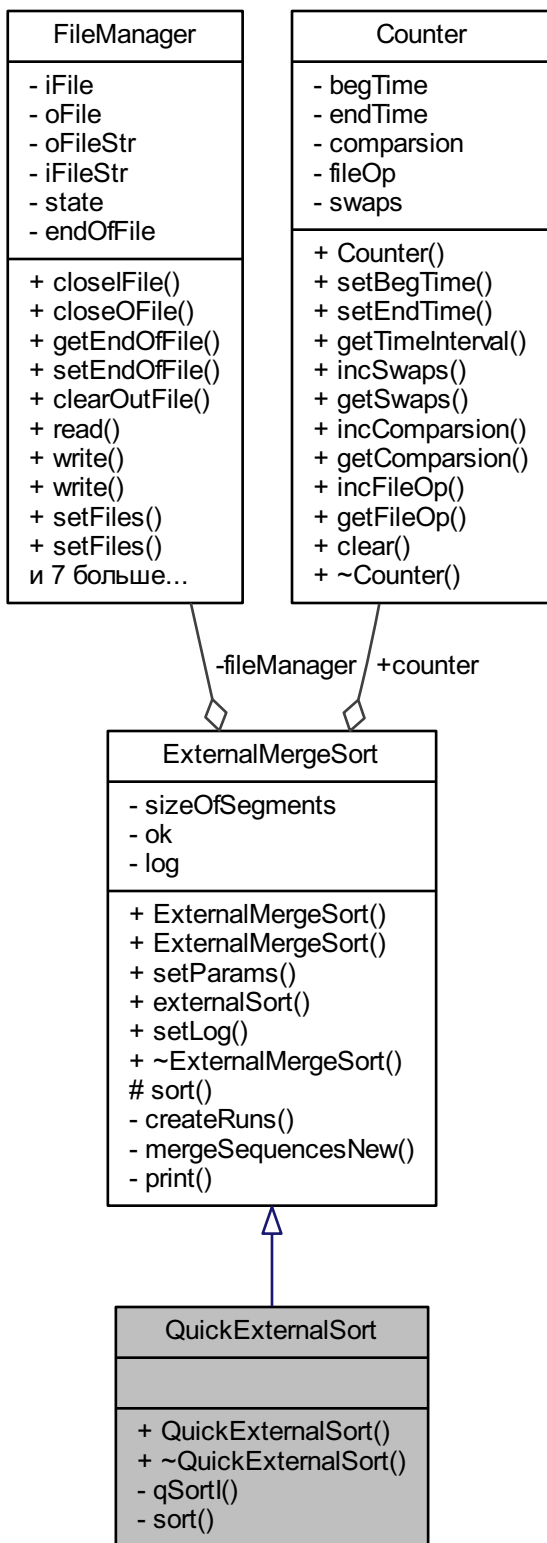 FileManager
- iFile
- oFile
- oFileStr
- iFileStr
- state
- endOfFile
+ closeIFile()
+ closeOFile()
+ getEndOfFile()
+ setEndOfFile()
+ clearOutFile()
+ read()
+ write()
+ write()
+ setFiles()
+ setFiles()
и 7 больше...
Counter
- begTime
- endTime
- comparsion
- fileOp
- swaps
+ Counter()
+ setBegTime()
+ setEndTime()
+ getTimeInterval()
+ incSwaps()
+ getSwaps()
+ incComparsion()
+ getComparsion()
+ incFileOp()
+ getFileOp()
+ clear()
+ ~Counter()
-fileManager
+counter
ExternalMergeSort
- sizeOfSegments
- ok
- log
+ ExternalMergeSort()
+ ExternalMergeSort()
+ setParams()
+ externalSort()
+ setLog()
+ ~ExternalMergeSort()
# sort()
- createRuns()
- mergeSequencesNew()
- print()
QuickExternalSort
+ QuickExternalSort()
+ ~QuickExternalSort()
- qSortI()
- sort()